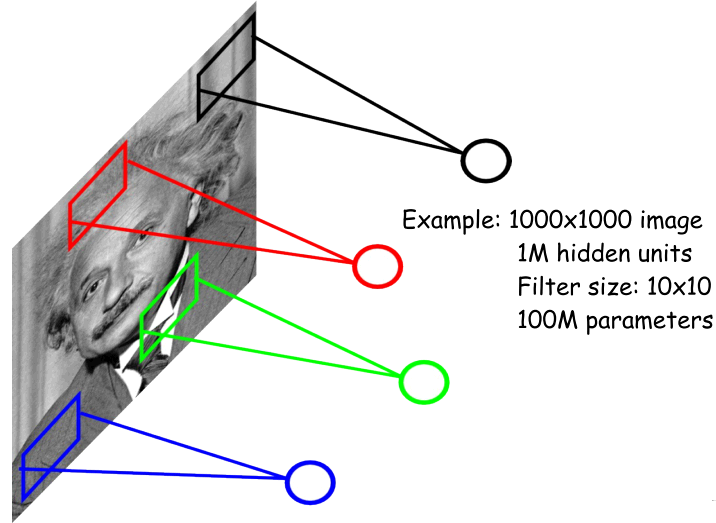 Example: 1000x1000 image
1M hidden units
Filter size: 10x10
100M parameters